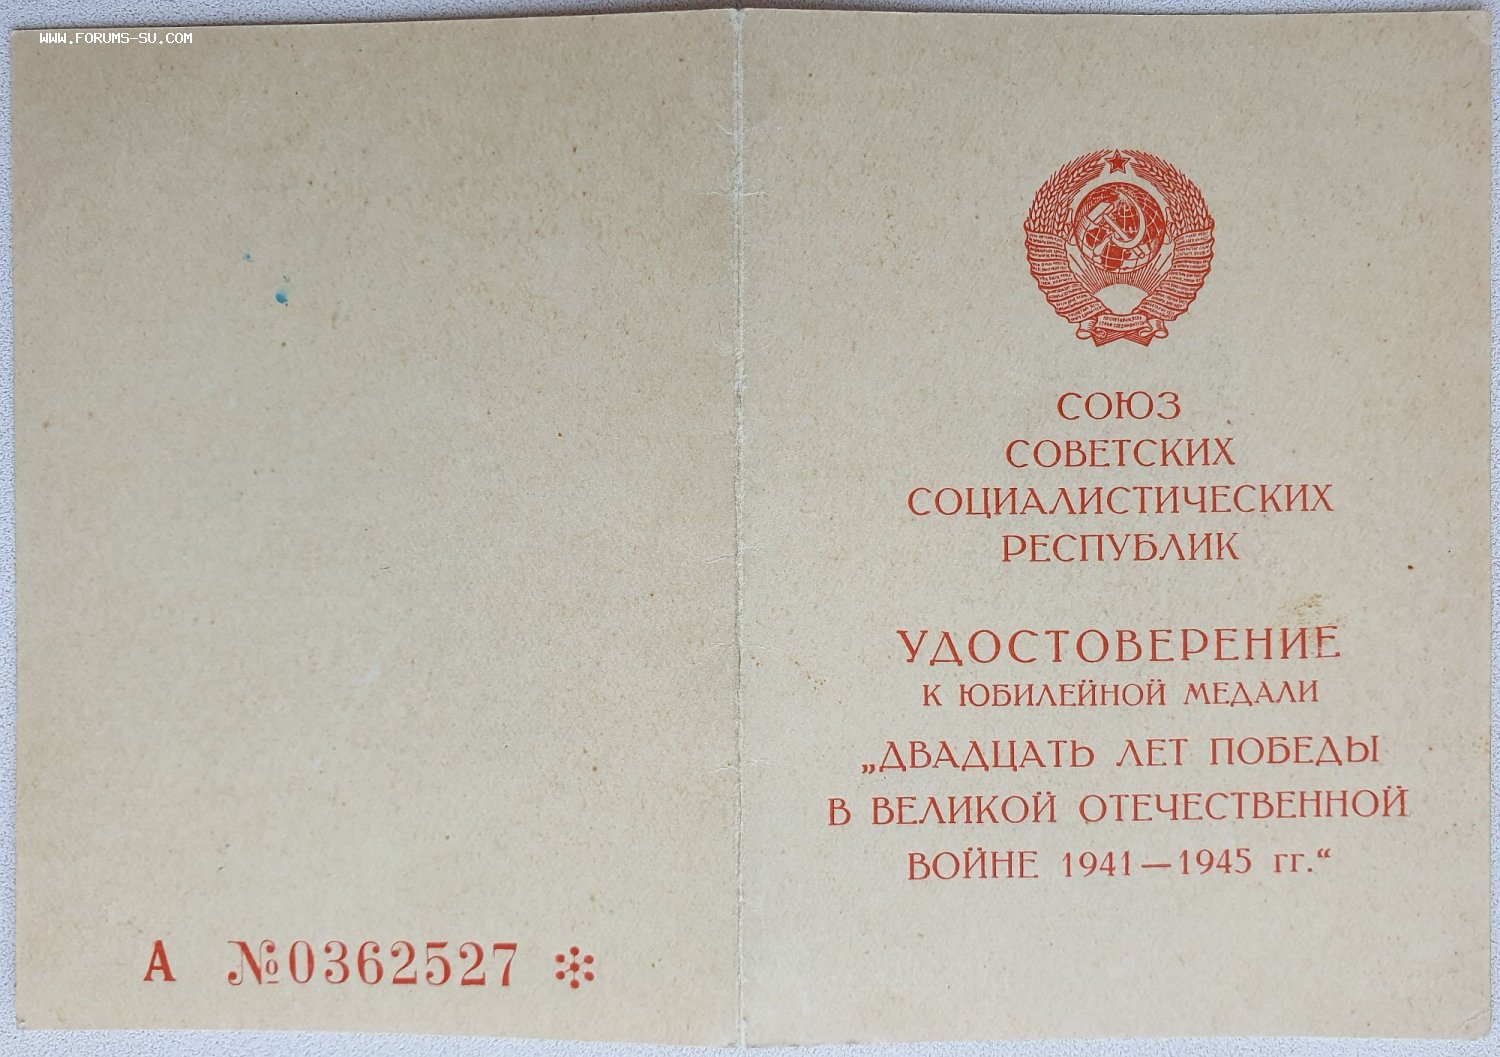 WWW.FORUMS-SU.COM
А №0362527 *
СОЮЗ
СОВЕТСКИХ
СОЦИАЛИСТИЧЕСКИХ
РЕСПУБЛИК
УДОСТОВЕРЕНИЕ
К ЮБИЛЕЙНОЙ МЕДАЛИ
„ДВАДЦАТЬ ЛЕТ ПОБЕДЫ
В ВЕЛИКОЙ ОТЕЧЕСТВЕННОЙ
ВОЙНЕ 1941—1945 гг.“